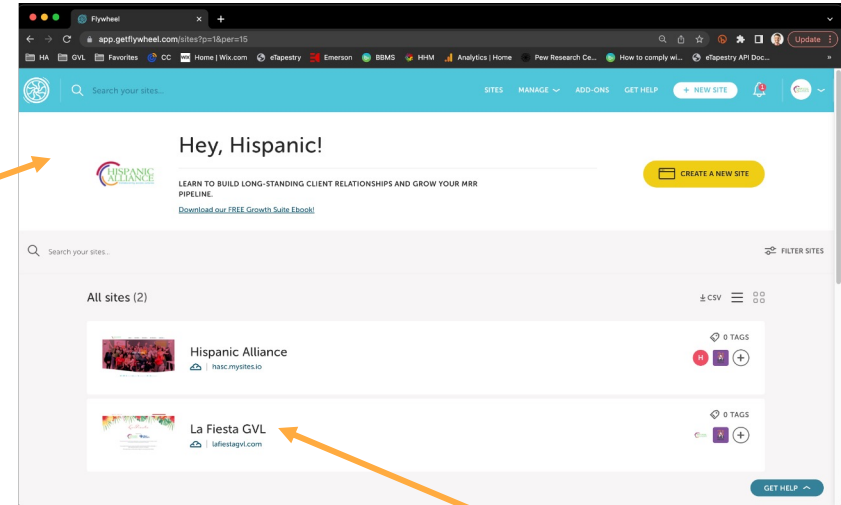 Flywheel
app.getflywheel.com/sites?p=1&per=15
Update
HA GVL Favorites CC WIX Home | Wix.com eTapestry Emerson BBMS HHM Analytics | Home Pew Research Ce... How to comply wi... eTapestry API Doc... »
Search your sites... SITES MANAGE ADD-ONS GET HELP + NEW SITE
Hey, Hispanic!
HISPANIC
ALLIANCE
CREATE A NEW SITE
LEARN TO BUILD LONG-STANDING CLIENT RELATIONSHIPS AND GROW YOUR MRR
PIPELINE.
Download our FREE Growth Suite Ebook!
Search your sites... FILTER SITES
All sites (2) CSV
0 TAGS
Hispanic Alliance H
hasc.mysites.io
0 TAGS
La Fiesta GVL
lafiestagvl.com
GET HELP